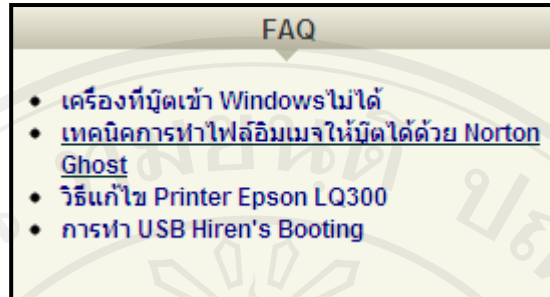 FAQ
เครื่องที่บู๊ตเข้า Windowsไม่ได้
เทคนิคการทำไฟล์อิมเมจให้บู๊ตได้ด้วย Norton
Ghost
วิธีแก้ไข Printer Epson LQ300
การทำ USB Hiren's Booting